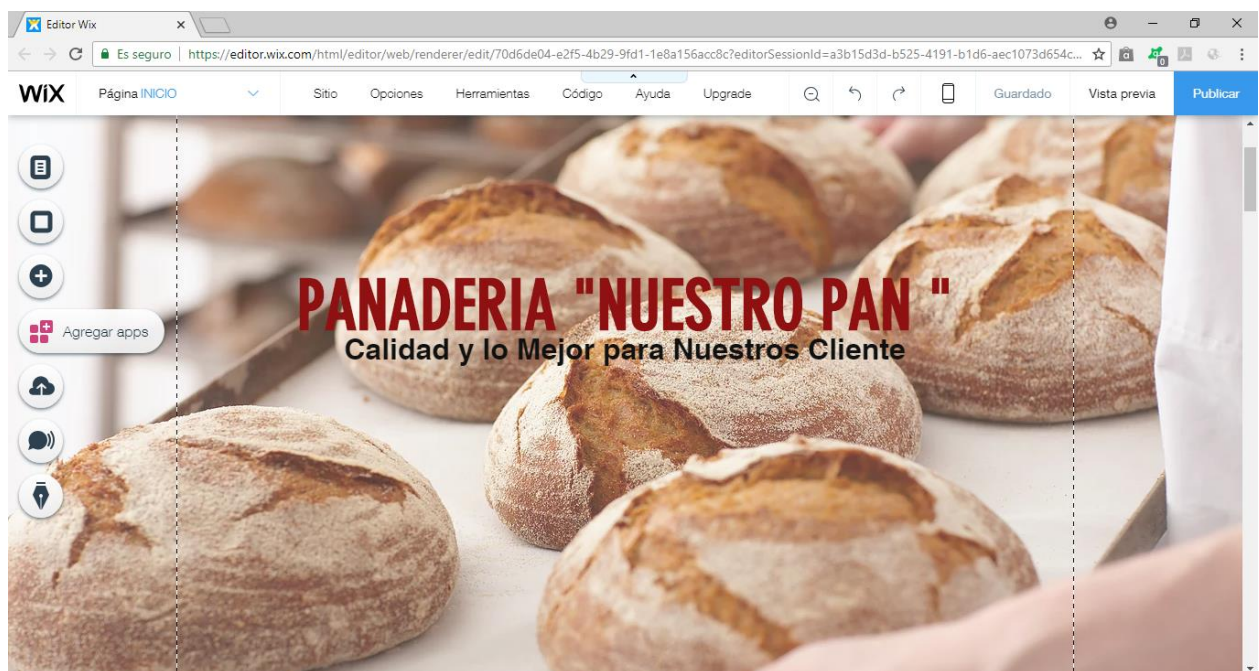 Editor Wix
Es seguro | https://editor.wix.com/html/editor/web/renderer/edit/70d6de04-e2f5-4b29-9fd1-1e8a156acc8c?editorSessionId=a3b15d3d-b525-4191-b1d6-aec1073d654c...
WiX Página INICIO Sitio Opciones Herramientas Código Ayuda Upgrade Guardado Vista previa Publicar
Agregar apps
PANADERIA "NUESTRO PAN "
Calidad y lo Mejor para Nuestros Cliente